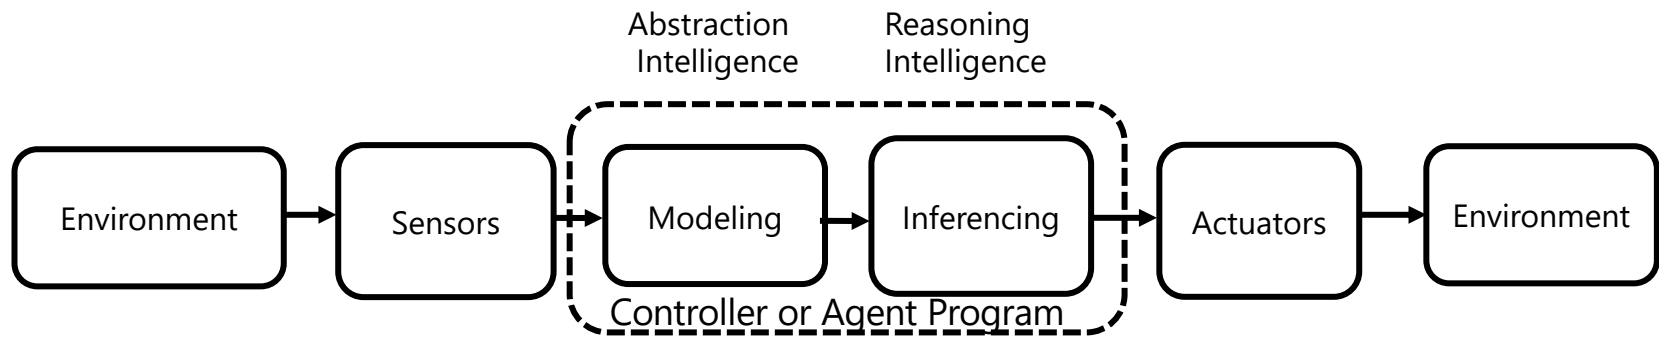 Abstraction
Intelligence
Reasoning
Intelligence
Environment
Sensors
Modeling
Inferencing
Actuators
Environment
Controller or Agent Program